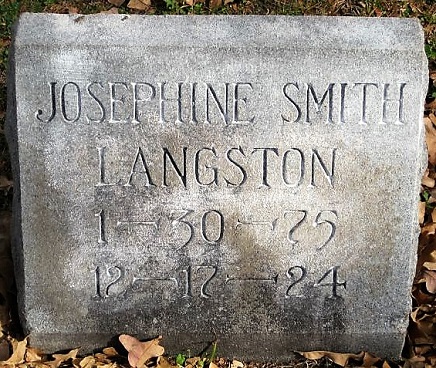 JOSEPHINE SMITH
LANGSTON
1-30-75
12-17-24